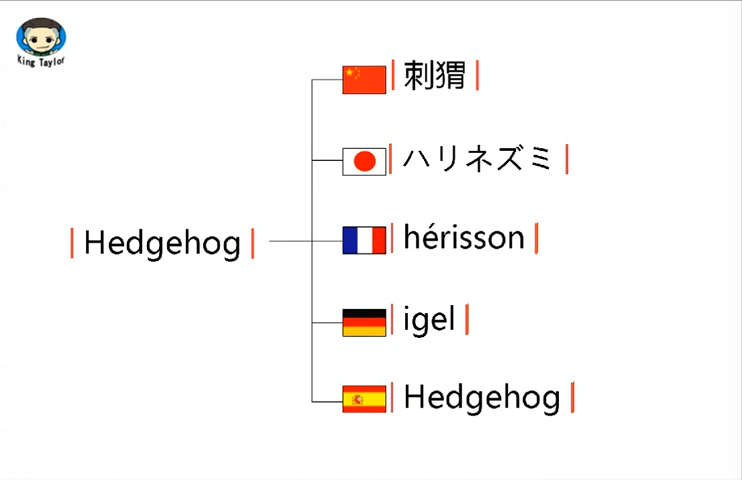 King Taylor
刺猬
ハリネズミ
hérisson
Hedgehog
igel
Hedgehog